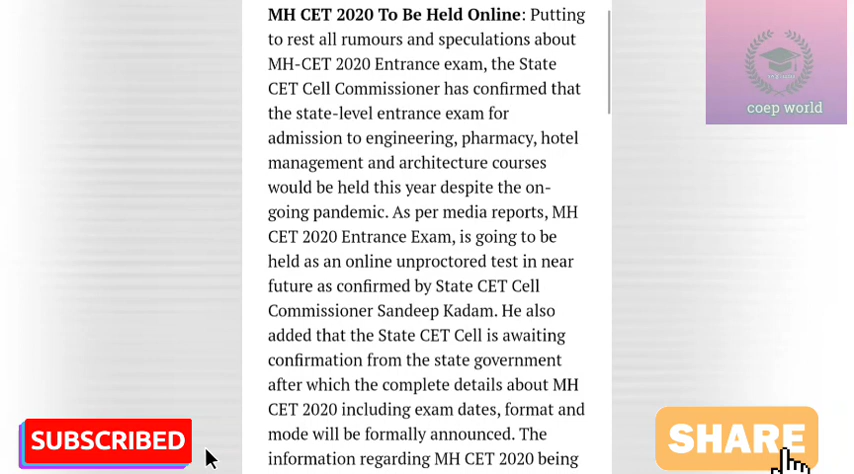 MH CET 2020 To Be Held Online: Putting
to rest all rumours and speculations about
MH-CET 2020 Entrance exam, the State
CET Cell Commissioner has confirmed that
the state-level entrance exam for
admission to engineering, pharmacy, hotel
management and architecture courses
would be held this year despite the on-
going pandemic. As per media reports, MH
CET 2020 Entrance Exam, is going to be
held as an online unproctored test in near
future as confirmed by State CET Cell
Commissioner Sandeep Kadam. He also
added that the State CET Cell is awaiting
confirmation from the state government
after which the complete details about MH
CET 2020 including exam dates, format and
mode will be formally announced. The
information regarding MH CET 2020 being
coep world
SUBSCRIBED
SHARE